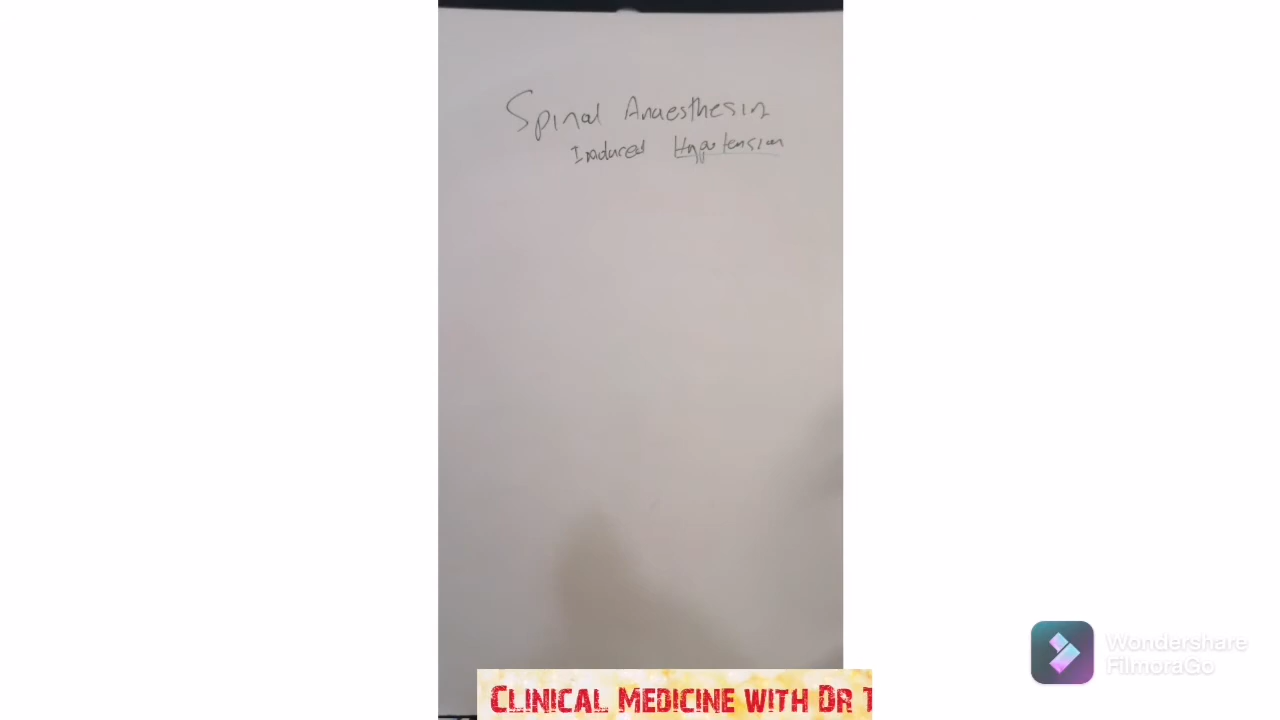 Spinal Anaesthesia
Induced Hypotension
CLINICAL MEDICINE WITH DR T
Wondershare
FilmoraGo